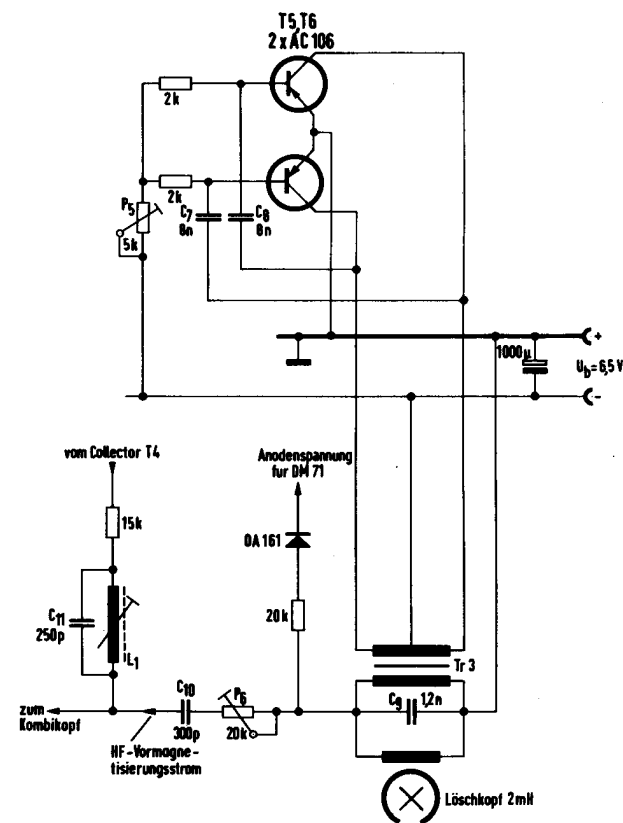 T5,T6
2 x AC 106
2k
2k
P5
5k
C7
8n
C8
8n
+
1000µ
Ub=6,5 V
-
vom Collector T4
Anodenspannung
fur DM 71
15k
OA 161
C11
250p
L1
20k
Tr 3
C10
300p
P6
20k
C9
1,2n
zum
Kombikopf
HF-Vormagne-
tisierungsstrom
Löschkopf 2mH